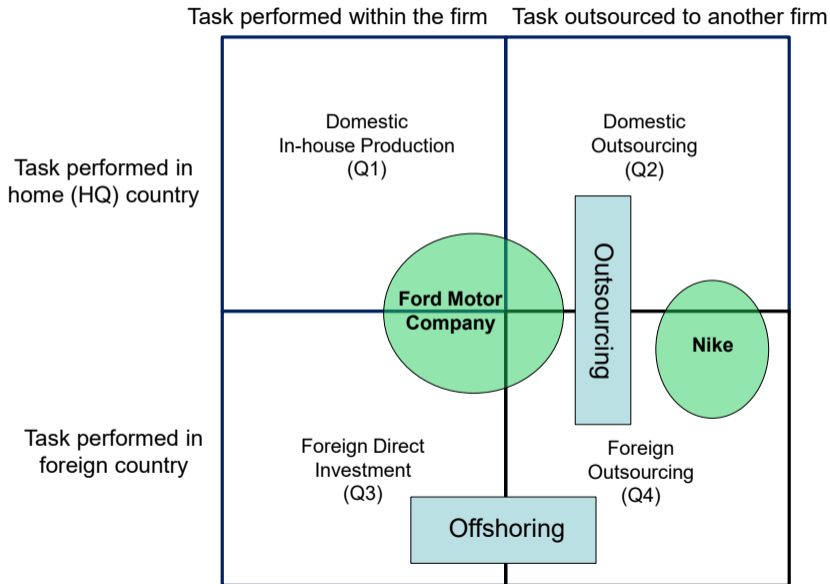 Task performed within the firm
Task outsourced to another firm
Task performed in
home (HQ) country
Domestic
In-house Production
(Q1)
Domestic
Outsourcing
(Q2)
Outsourcing
Ford Motor
Company
Nike
Task performed in
foreign country
Foreign Direct
Investment
(Q3)
Foreign
Outsourcing
(Q4)
Offshoring